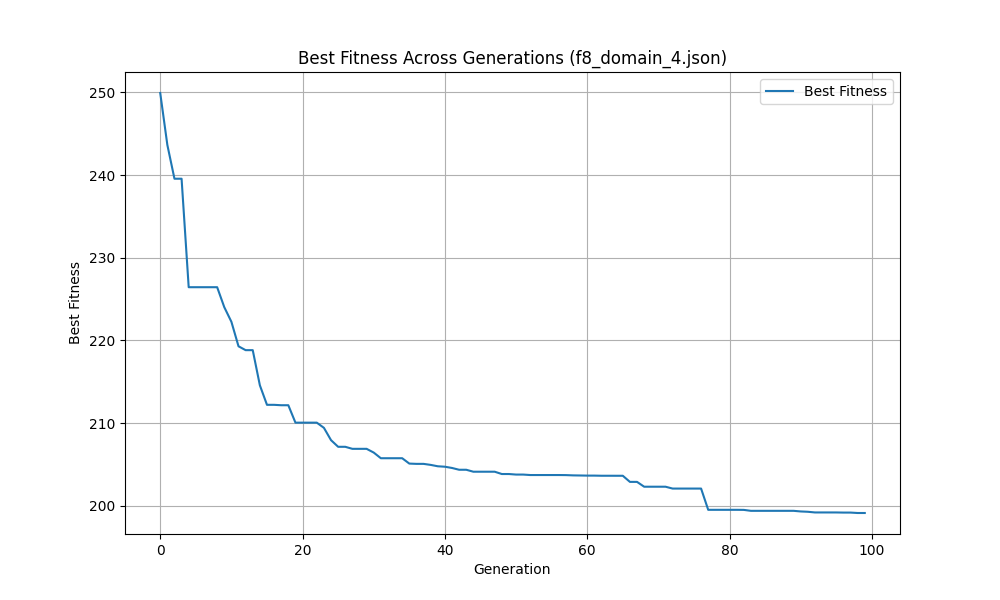 Best Fitness Across Generations (f8_domain_4.json)
Best Fitness
250
240
230
220
210
200
Best Fitness
0 20 40 60 80 100
Generation